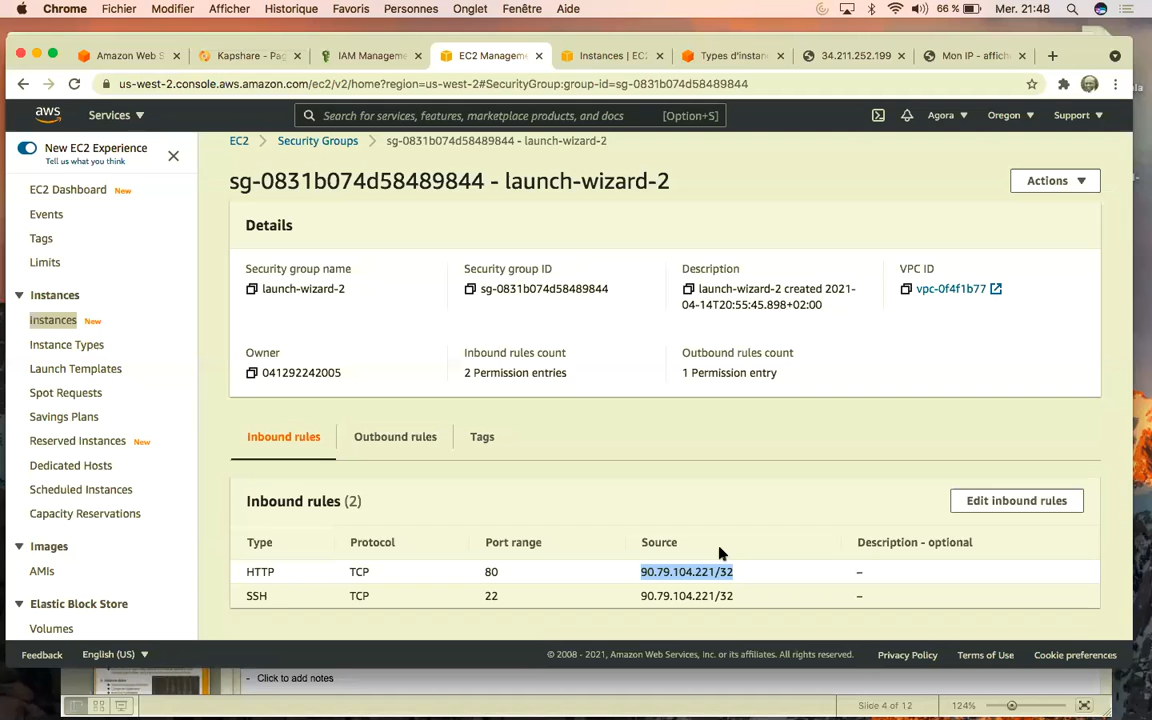 Chrome Fichier Modifier Afficher Historique Favoris Personnes Onglet Fenêtre Aide 66 % Mer. 21:48
Amazon Web S Kapshare - Pag IAM Manageme EC2 Manageme Instances | EC2 Types d'instanc 34.211.252.199 Mon IP - affiche
us-west-2.console.aws.amazon.com/ec2/v2/home?region=us-west-2#SecurityGroup:group-id=sg-0831b074d58489844
aws Services Search for services, features, marketplace products, and docs [Option+S] Agora Oregon Support
New EC2 Experience
Tell us what you think
EC2 Dashboard New
Events
Tags
Limits
Instances
Instances New
Instance Types
Launch Templates
Spot Requests
Savings Plans
Reserved Instances New
Dedicated Hosts
Scheduled Instances
Capacity Reservations
Images
AMIs
Elastic Block Store
Volumes
EC2 Security Groups sg-0831b074d58489844 - launch-wizard-2
sg-0831b074d58489844 - launch-wizard-2 Actions
Details
Security group name Security group ID Description VPC ID
launch-wizard-2 sg-0831b074d58489844 launch-wizard-2 created 2021- vpc-0f4f1b77
04-14T20:55:45.898+02:00
Owner Inbound rules count Outbound rules count
041292242005 2 Permission entries 1 Permission entry
Inbound rules Outbound rules Tags
Inbound rules (2) Edit inbound rules
Type Protocol Port range Source Description - optional
HTTP TCP 80 90.79.104.221/32 –
SSH TCP 22 90.79.104.221/32 –
Feedback English (US) © 2008 - 2021, Amazon Web Services, Inc. or its affiliates. All rights reserved. Privacy Policy Terms of Use Cookie preferences
- Click to add notes
Slide 4 of 12 124%